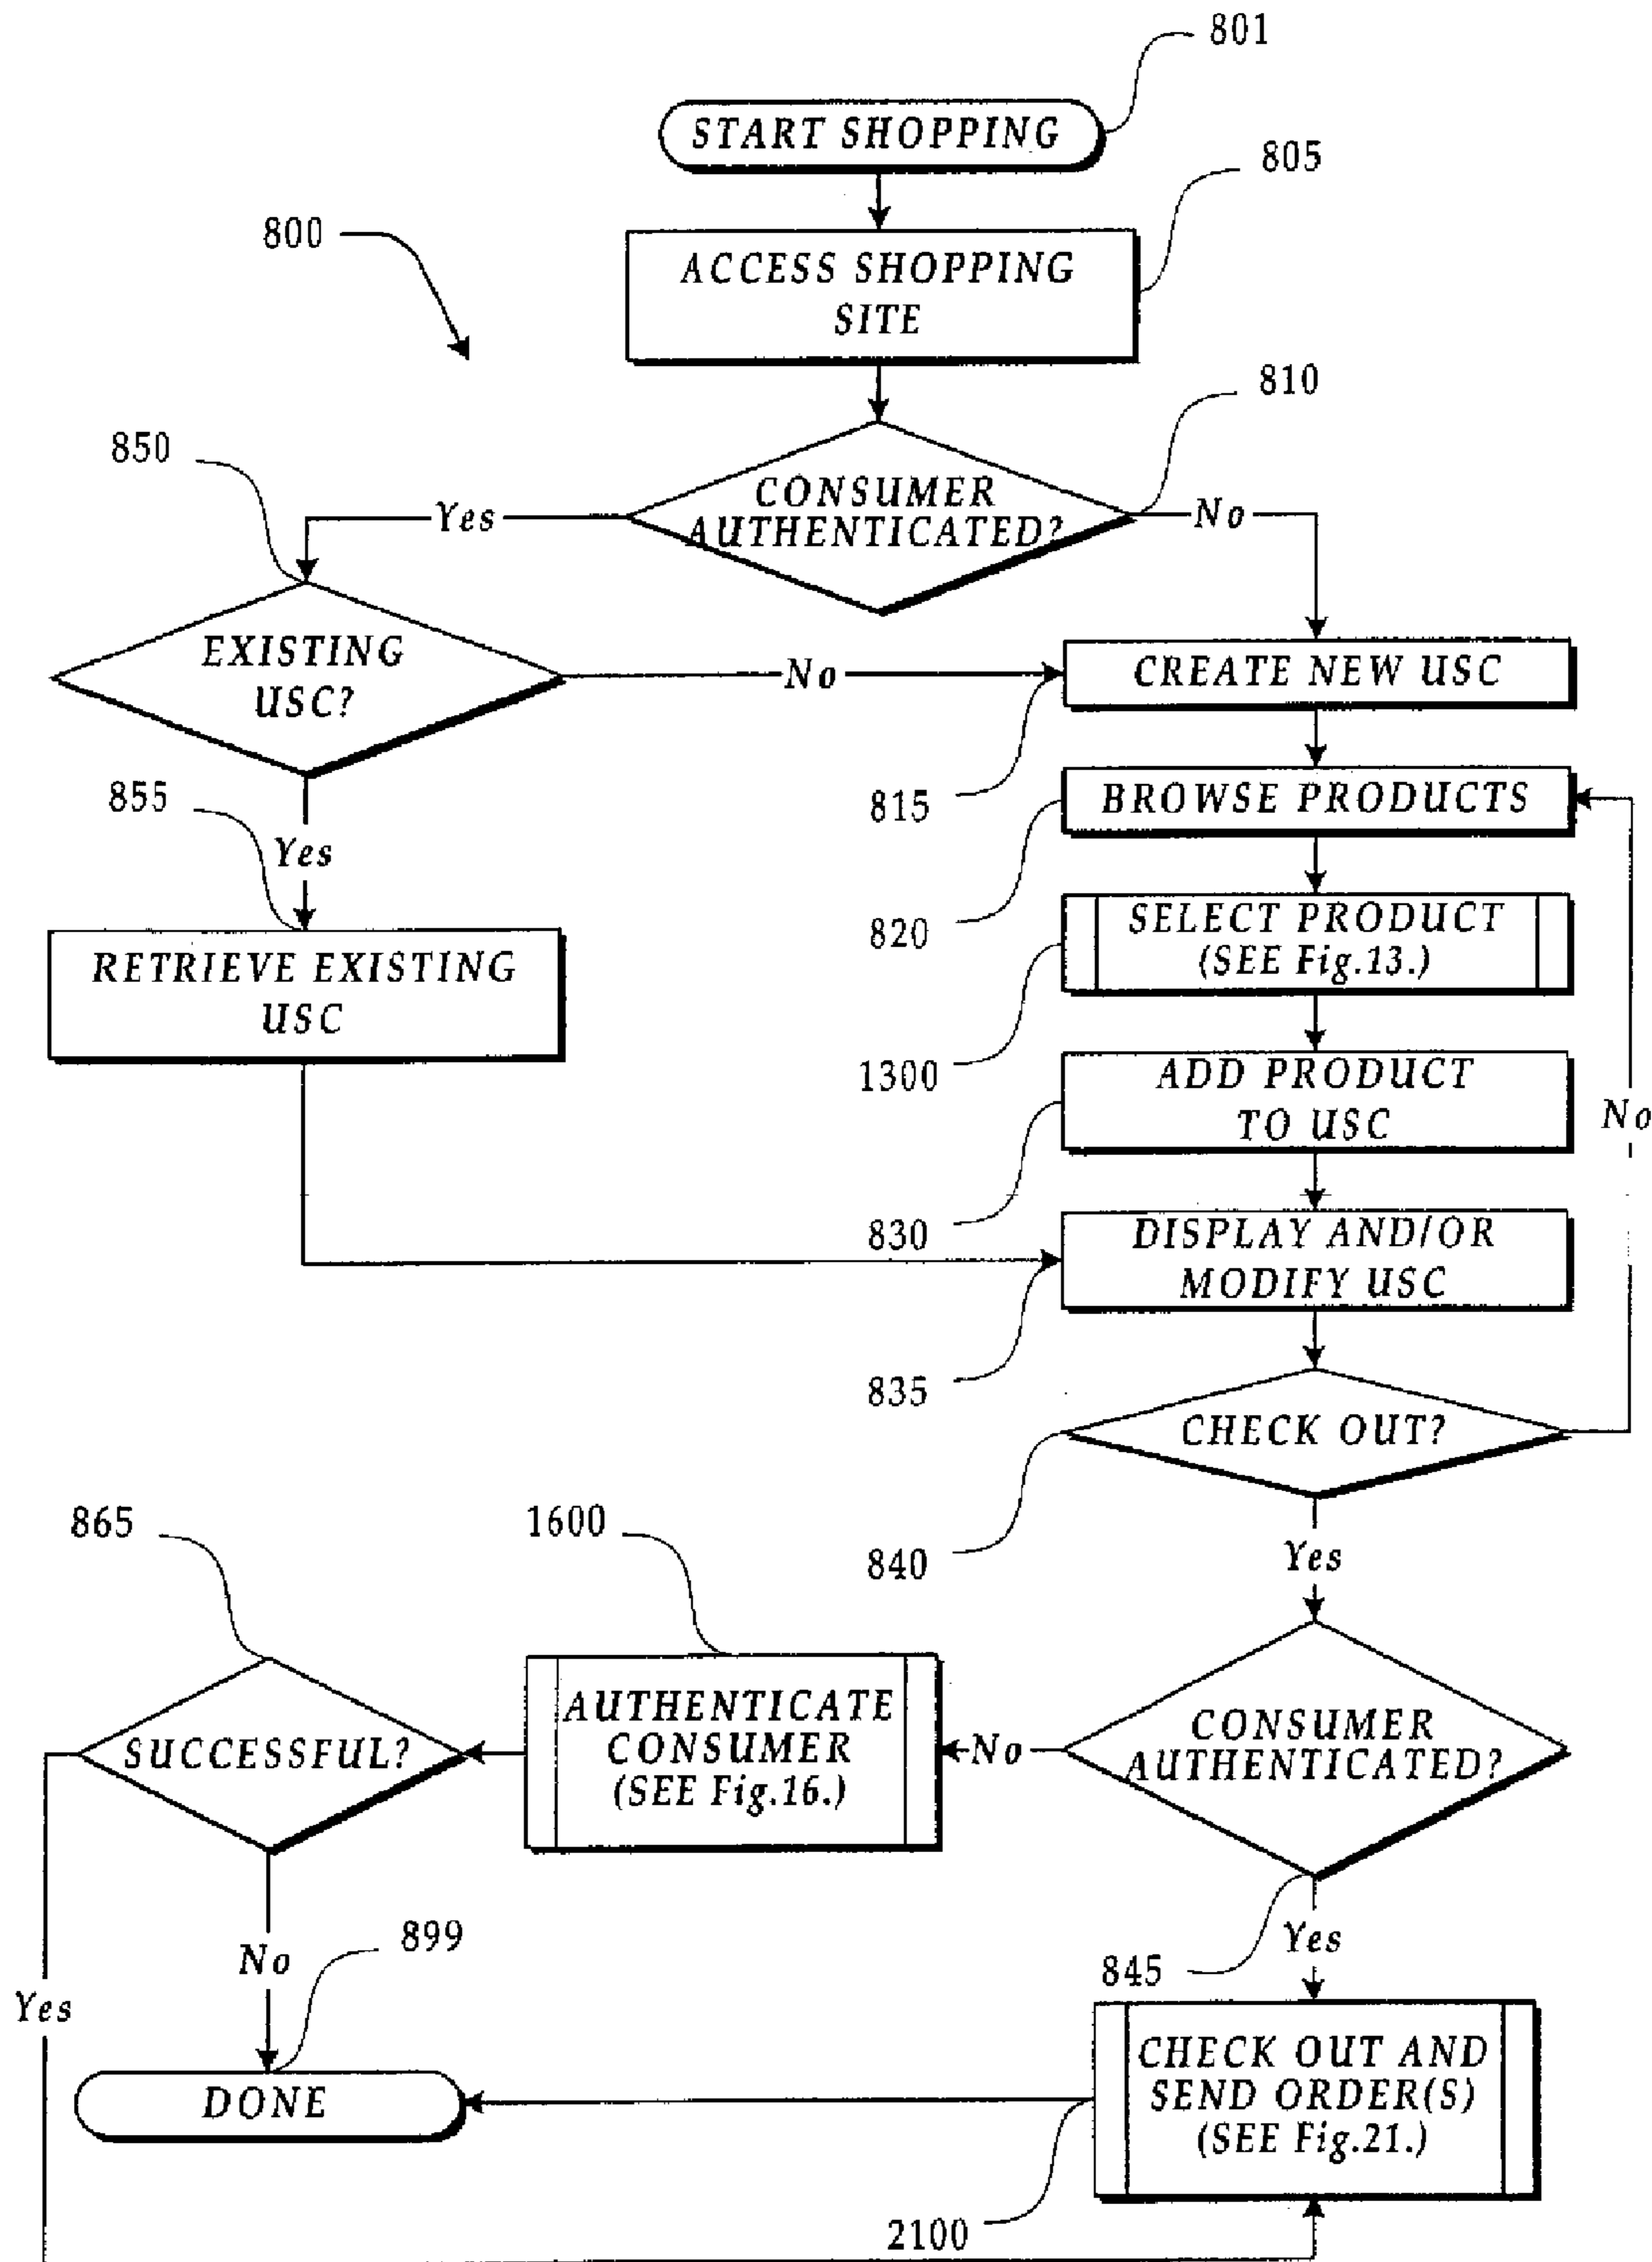 801
START SHOPPING
805
800
ACCESS SHOPPING
SITE
810
850
CONSUMER
AUTHENTICATED?
Yes
No
EXISTING
USC?
No
CREATE NEW USC
855
815
BROWSE PRODUCTS
Yes
820
SELECT PRODUCT
(SEE Fig.13.)
RETRIEVE EXISTING
USC
1300
ADD PRODUCT
TO USC
No
830
DISPLAY AND/OR
MODIFY USC
835
CHECK OUT?
865
1600
840
Yes
AUTHENTICATE
CONSUMER
(SEE Fig.16.)
SUCCESSFUL?
No
CONSUMER
AUTHENTICATED?
899
No
Yes
845
Yes
CHECK OUT AND
SEND ORDER(S)
(SEE Fig.21.)
DONE
2100